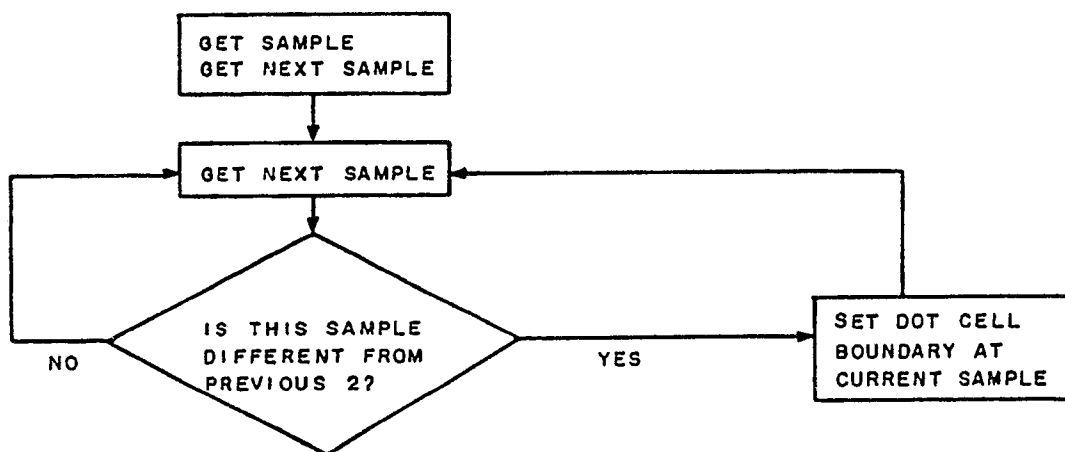 GET SAMPLE
GET NEXT SAMPLE
GET NEXT SAMPLE
IS THIS SAMPLE
DIFFERENT FROM
PREVIOUS 2?
NO
YES
SET DOT CELL
BOUNDARY AT
CURRENT SAMPLE